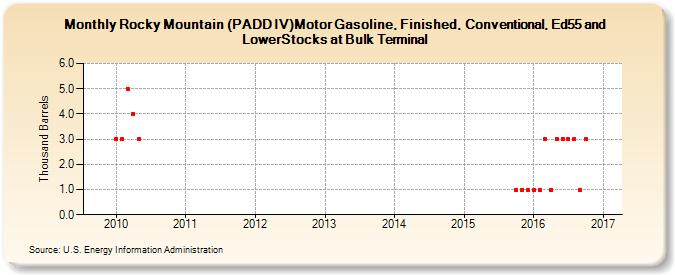 Monthly Rocky Mountain (PADD IV)Motor Gasoline, Finished, Conventional, Ed55 and
LowerStocks at Bulk Terminal
Thousand Barrels
6.0
5.0
4.0
3.0
2.0
1.0
0.0
2010 2011 2012 2013 2014 2015 2016 2017
Source: U.S. Energy Information Administration